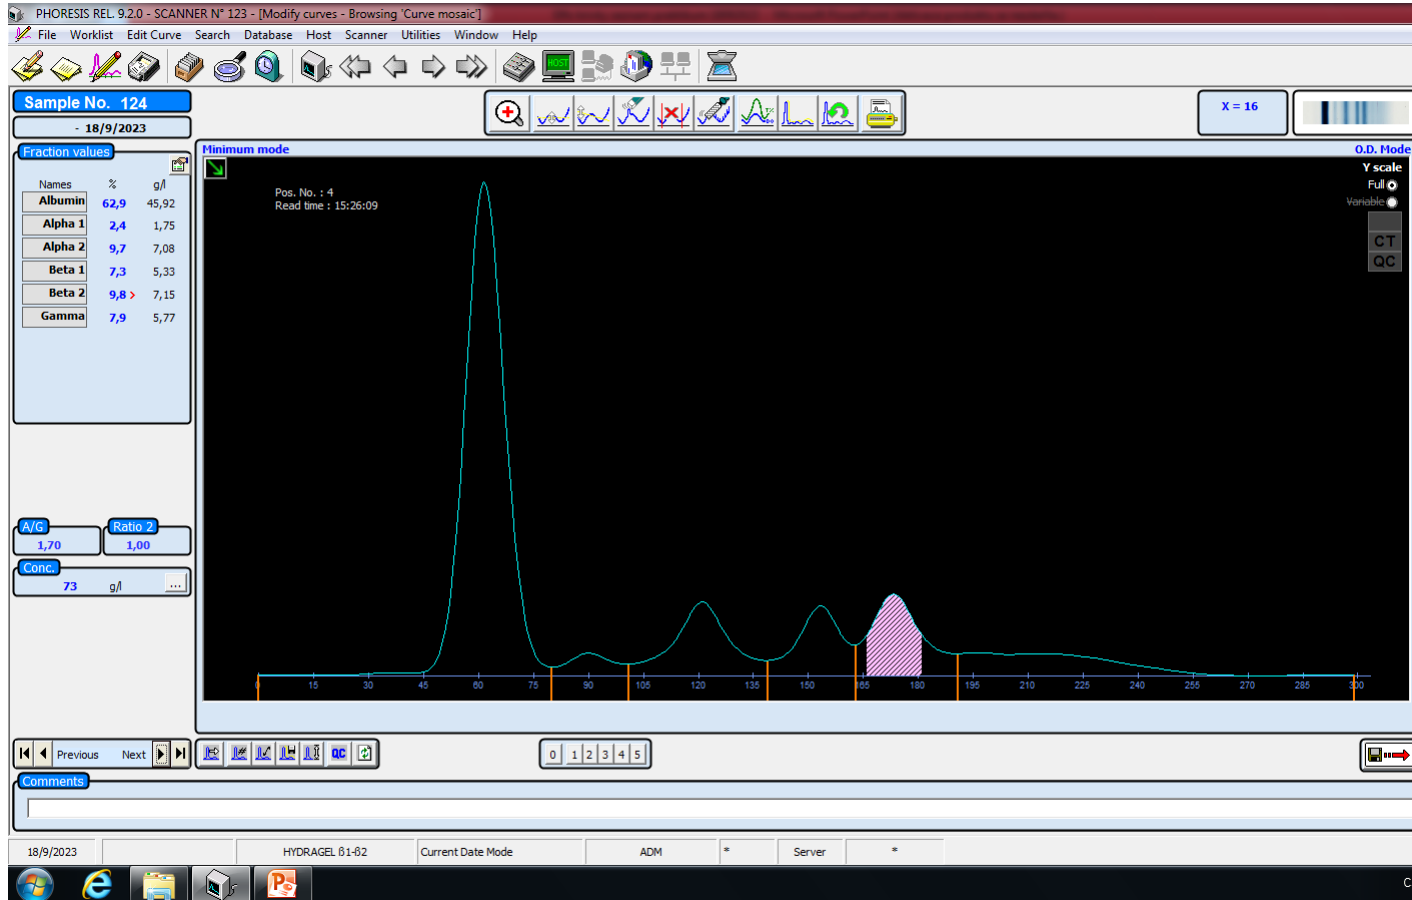 PHORESIS REL. 9.2.0 - SCANNER N° 123 - [Modify curves - Browsing 'Curve mosaic']
File Worklist Edit Curve Search Database Host Scanner Utilities Window Help
HOST
Sample No. 124
- 18/9/2023
X = 16
Fraction values
Names % g/l
Albumin 62,9 45,92
Alpha 1 2,4 1,75
Alpha 2 9,7 7,08
Beta 1 7,3 5,33
Beta 2 9,8 > 7,15
Gamma 7,9 5,77
Minimum mode
O.D. Mode
Pos. No. : 4
Read time : 15:26:09
Y scale
Full
Variable
CT
QC
A/G
1,70
Ratio 2
1,00
Conc.
73 g/l ...
0 15 30 45 60 75 90 105 120 135 150 165 180 195 210 225 240 255 270 285 300
Previous Next
QC
0 1 2 3 4 5
Comments
18/9/2023 HYDRAGEL ß1-ß2 Current Date Mode ADM * Server *
C